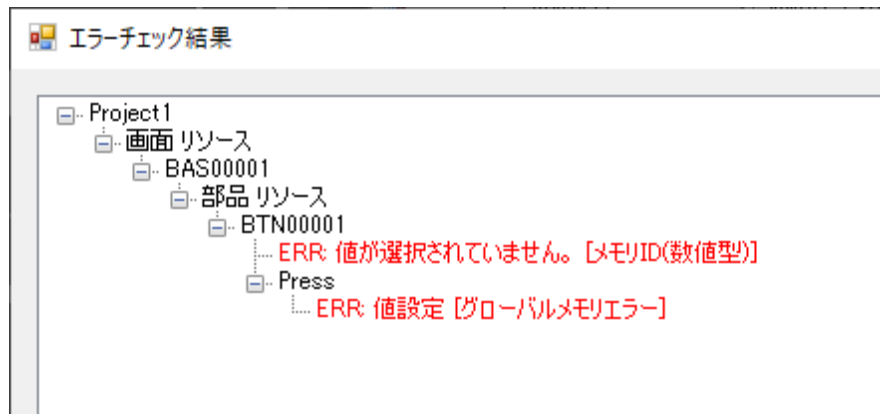 エラーチェック結果
Project1
画面 リソース
BAS00001
部品 リソース
BTN00001
ERR: 値が選択されていません。 [メモリID(数値型)]
Press
ERR: 値設定 [グローバルメモリエラー]